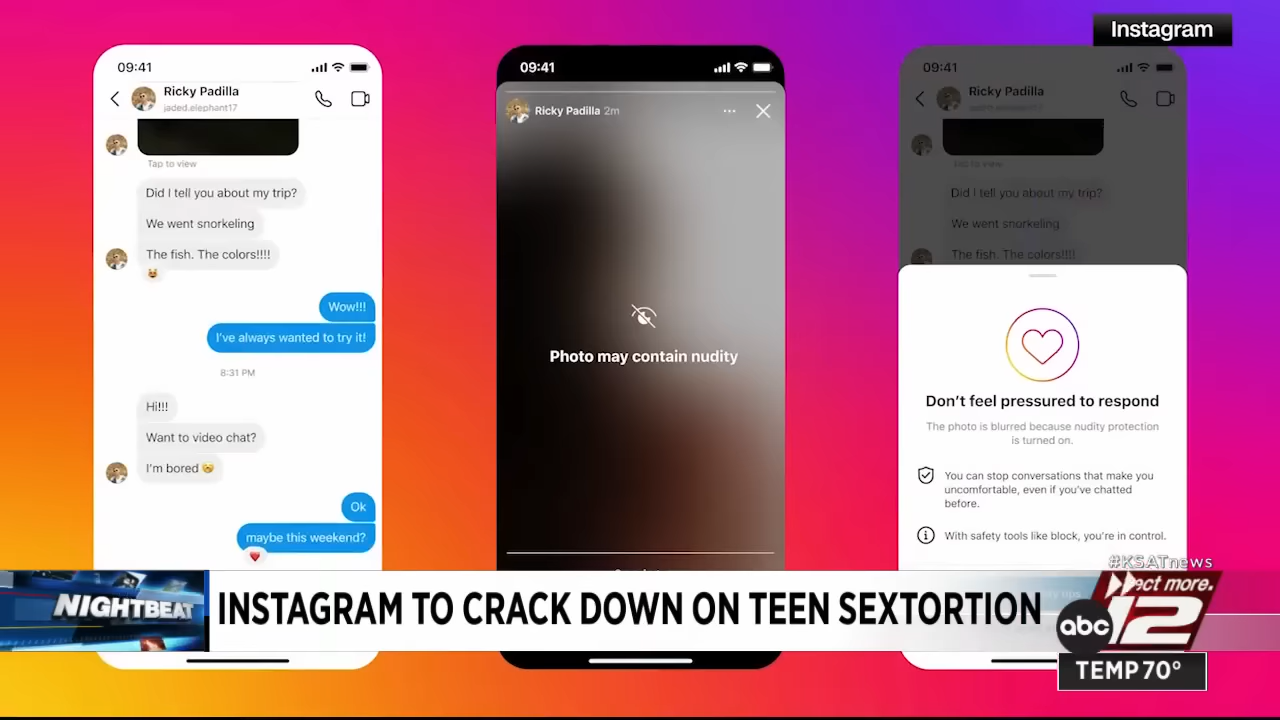 Instagram
09:41
Ricky Padilla
jaded.elephant17
Tap to view
Did I tell you about my trip?
We went snorkeling
The fish. The colors!!!!
Wow!!!
I've always wanted to try it!
8:31 PM
Hi!!!
Want to video chat?
I'm bored
Ok
maybe this weekend?
09:41
Ricky Padilla 2m
Photo may contain nudity
09:41
Ricky Padilla
Tap to view
Did I tell you about my trip?
We went snorkeling
The fish. The colors!!!!
Don't feel pressured to respond
The photo is blurred because nudity protection
is turned on.
You can stop conversations that make you
uncomfortable, even if you've chatted
before.
With safety tools like block, you're in control.
#KSATnews
NIGHTBEAT
INSTAGRAM TO CRACK DOWN ON TEEN SEXTORTION
more.
abc
12
TEMP 70°